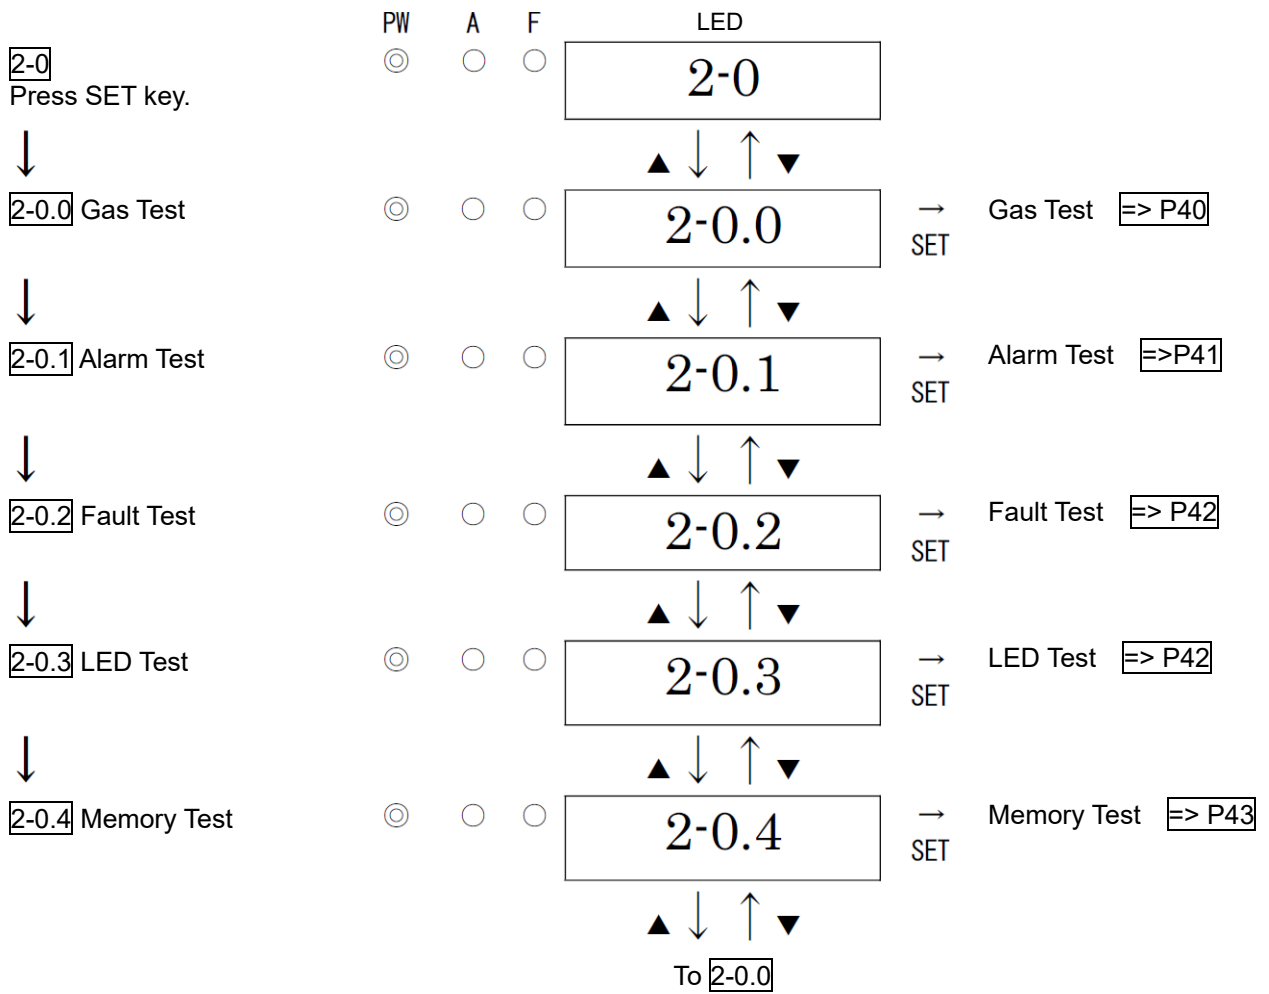 PW A F LED
2-0 ◎ ○ ○ 2-0
Press SET key.
↓ ▲ ↓ ↑ ▼
2-0.0 Gas Test ◎ ○ ○ 2-0.0 → Gas Test => P40
SET
↓ ▲ ↓ ↑ ▼
2-0.1 Alarm Test ◎ ○ ○ 2-0.1 → Alarm Test =>P41
SET
↓ ▲ ↓ ↑ ▼
2-0.2 Fault Test ◎ ○ ○ 2-0.2 → Fault Test => P42
SET
↓ ▲ ↓ ↑ ▼
2-0.3 LED Test ◎ ○ ○ 2-0.3 → LED Test => P42
SET
↓ ▲ ↓ ↑ ▼
2-0.4 Memory Test ◎ ○ ○ 2-0.4 → Memory Test => P43
SET
▲ ↓ ↑ ▼
To 2-0.0